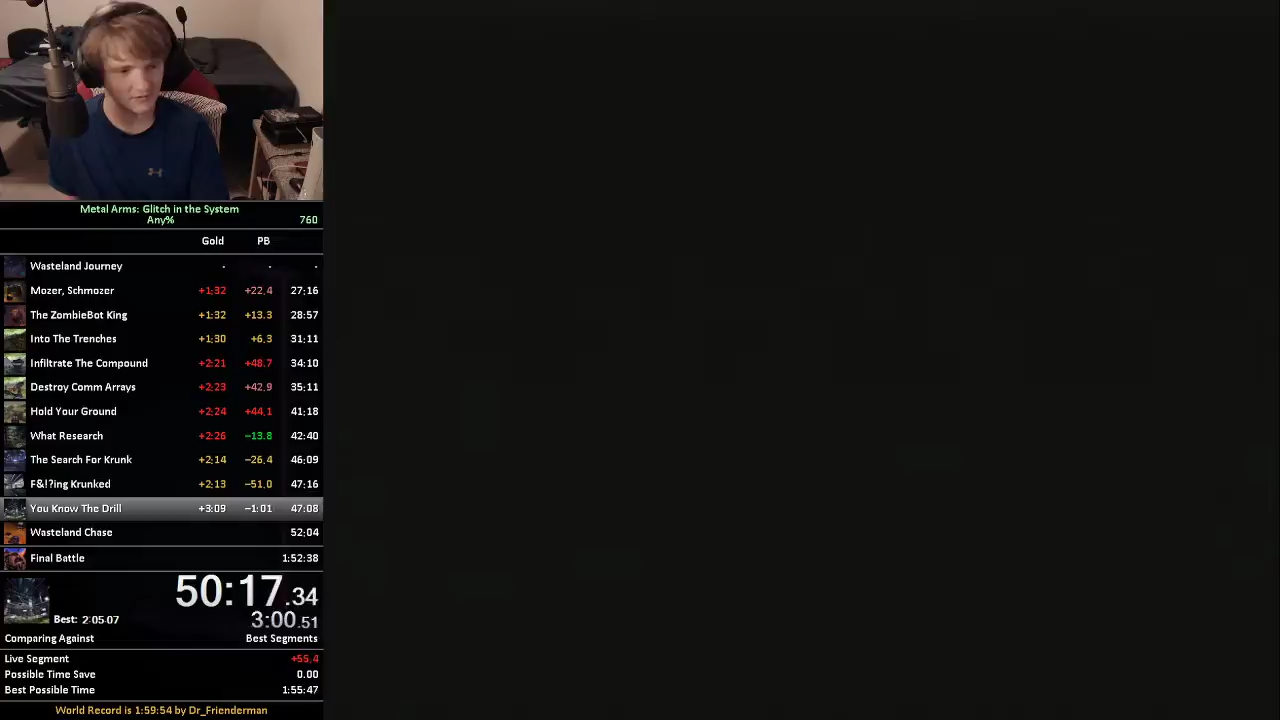 Metal Arms: Glitch in the System
Any% 760
Gold PB
Wasteland Journey - - -
Mozer, Schmozer +1:32 +22.4 27:16
The ZombieBot King +1:32 +13.3 28:57
Into The Trenches +1:30 +6.3 31:11
Infiltrate The Compound +2:21 +48.7 34:10
Destroy Comm Arrays +2:23 +42.9 35:11
Hold Your Ground +2:24 +44.1 41:18
What Research +2:26 −13.8 42:40
The Search For Krunk +2:14 −26.4 46:09
F&!?ing Krunked +2:13 −51.0 47:16
You Know The Drill +3:09 −1:01 47:08
Wasteland Chase 52:04
Final Battle 1:52:38
50:17.34
Best: 2:05:07 3:00.51
Comparing Against Best Segments
Live Segment +55.4
Possible Time Save 0.00
Best Possible Time 1:55:47
World Record is 1:59:54 by Dr_Frienderman